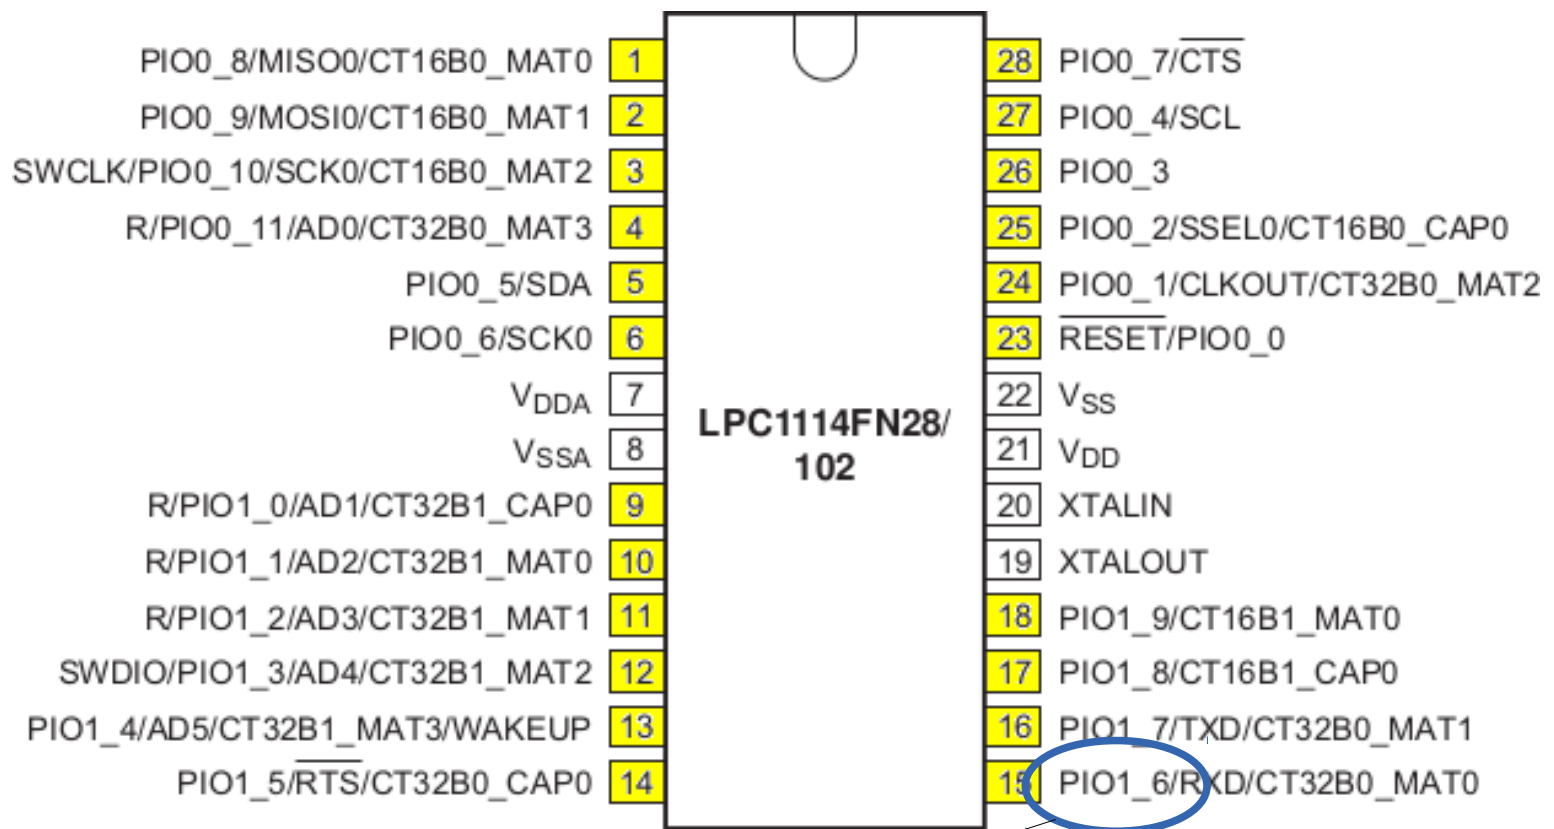 PIO0_8/MISO0/CT16B0_MAT0 1
PIO0_9/MOSI0/CT16B0_MAT1 2
SWCLK/PIO0_10/SCK0/CT16B0_MAT2 3
R/PIO0_11/AD0/CT32B0_MAT3 4
PIO0_5/SDA 5
PIO0_6/SCK0 6
VDDA 7
VSSA 8
R/PIO1_0/AD1/CT32B1_CAP0 9
R/PIO1_1/AD2/CT32B1_MAT0 10
R/PIO1_2/AD3/CT32B1_MAT1 11
SWDIO/PIO1_3/AD4/CT32B1_MAT2 12
PIO1_4/AD5/CT32B1_MAT3/WAKEUP 13
PIO1_5/RTS/CT32B0_CAP0 14
LPC1114FN28/
102
28 PIO0_7/CTS
27 PIO0_4/SCL
26 PIO0_3
25 PIO0_2/SSEL0/CT16B0_CAP0
24 PIO0_1/CLKOUT/CT32B0_MAT2
23 RESET/PIO0_0
22 VSS
21 VDD
20 XTALIN
19 XTALOUT
18 PIO1_9/CT16B1_MAT0
17 PIO1_8/CT16B1_CAP0
16 PIO1_7/TXD/CT32B0_MAT1
15 PIO1_6/RXD/CT32B0_MAT0